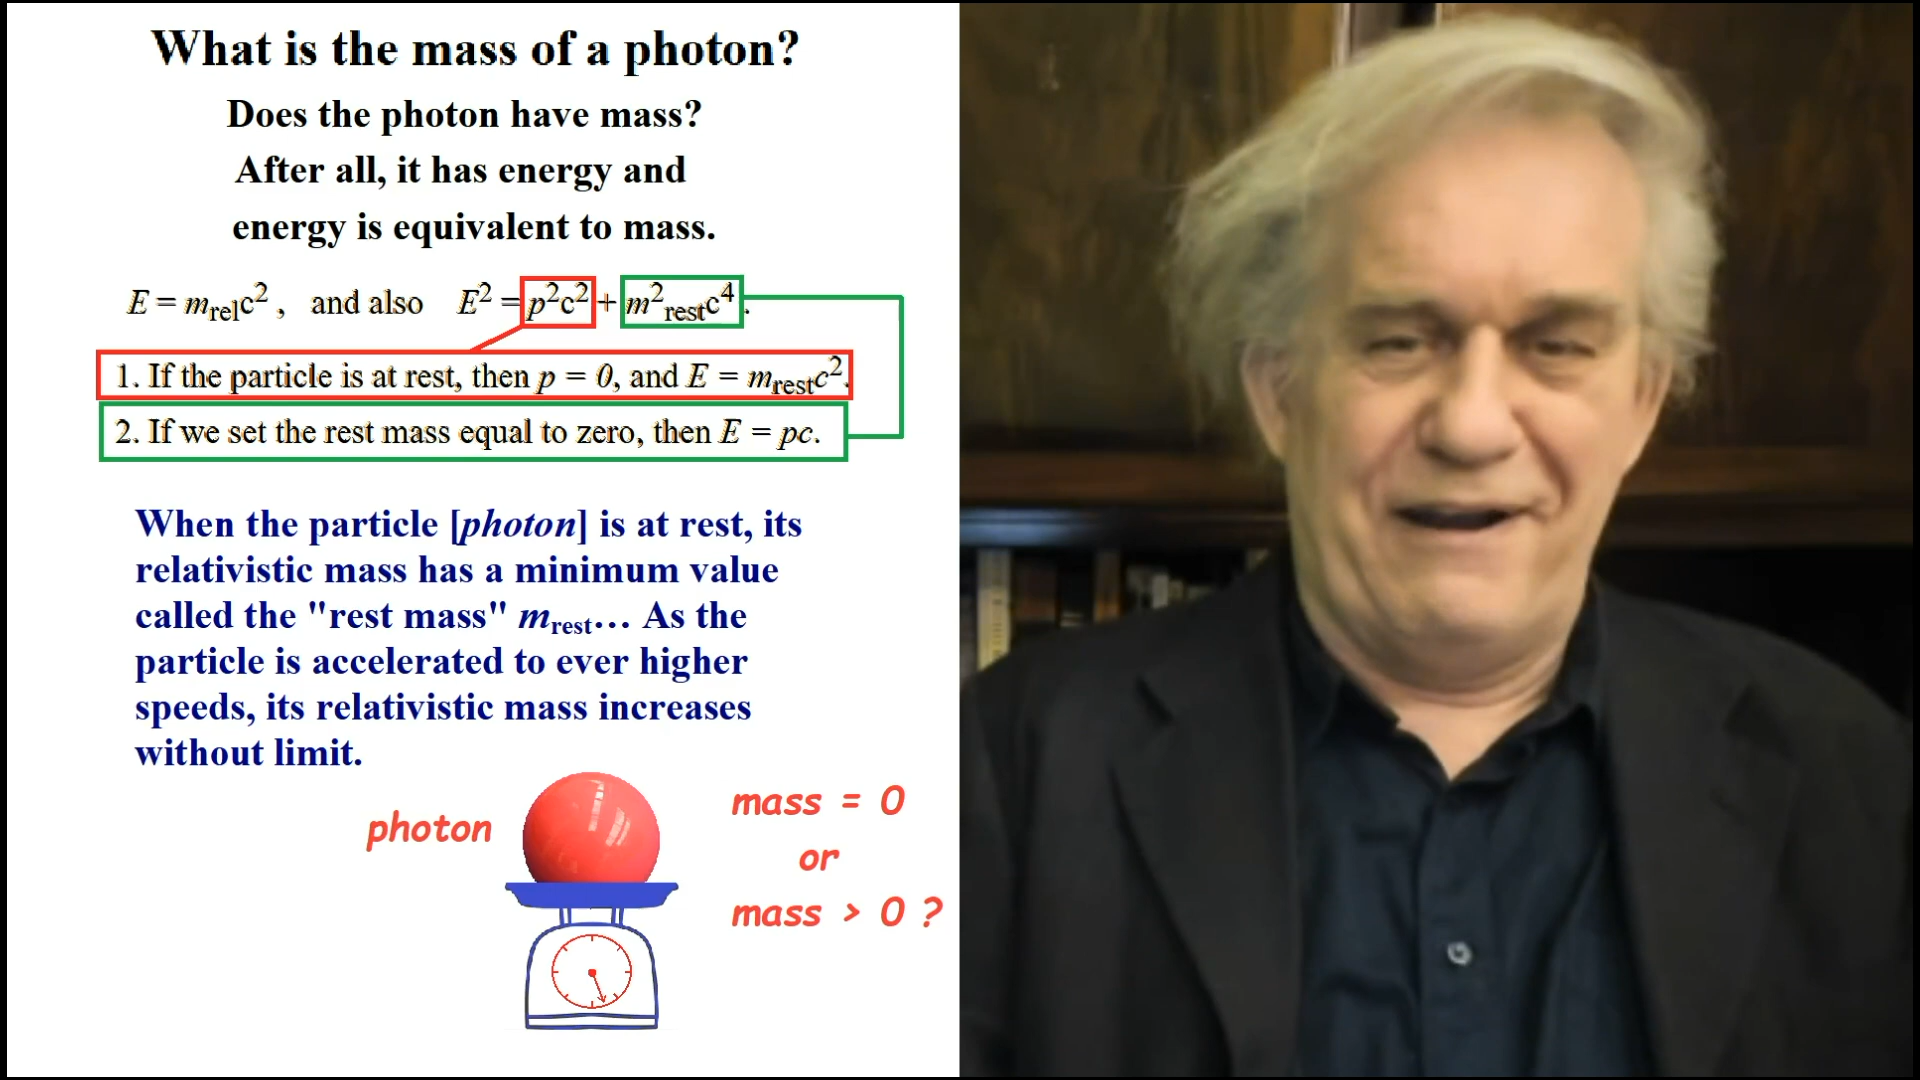 What is the mass of a photon?
Does the photon have mass?
After all, it has energy and
energy is equivalent to mass.
E = m_rel c², and also E² = p²c² + m²_rest c⁴.
1. If the particle is at rest, then p = 0, and E = m_rest c².
2. If we set the rest mass equal to zero, then E = pc.
When the particle [photon] is at rest, its
relativistic mass has a minimum value
called the "rest mass" m_rest… As the
particle is accelerated to ever higher
speeds, its relativistic mass increases
without limit.
photon
mass = 0
or
mass > 0 ?